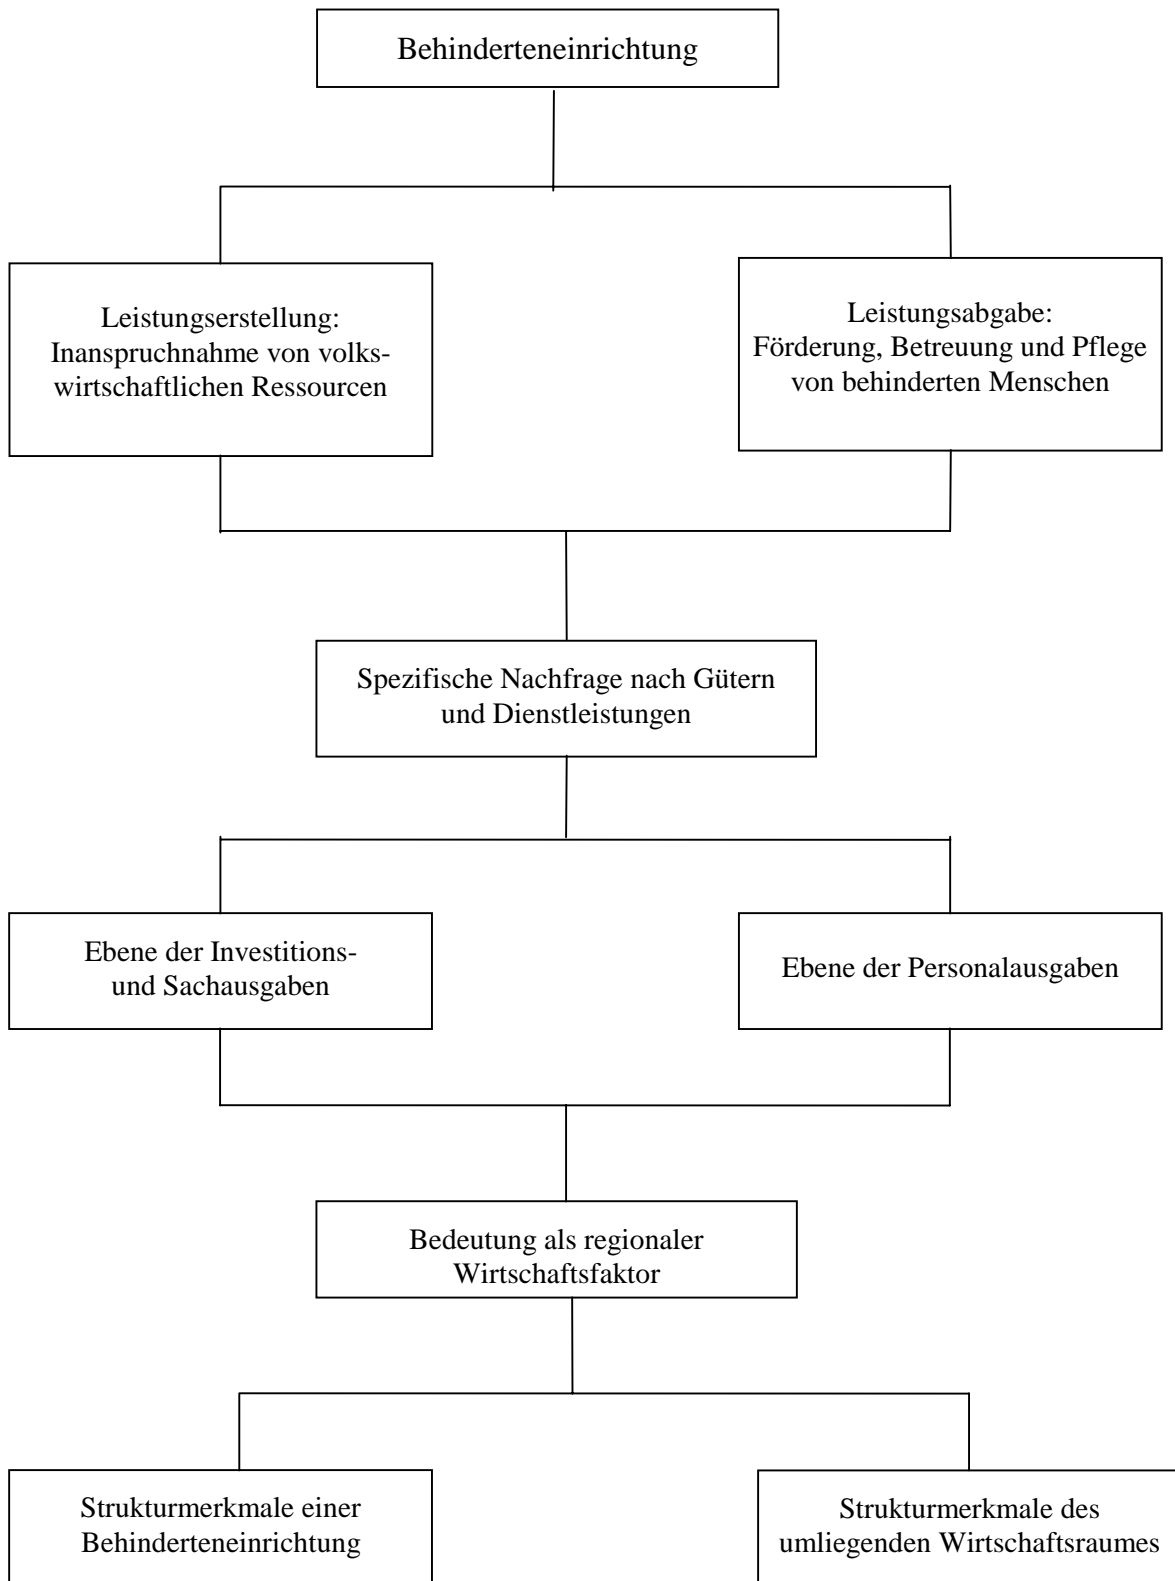 Behinderteneinrichtung
Leistungserstellung:
Inanspruchnahme von volks-
wirtschaftlichen Ressourcen
Leistungsabgabe:
Förderung, Betreuung und Pflege
von behinderten Menschen
Spezifische Nachfrage nach Gütern
und Dienstleistungen
Ebene der Investitions-
und Sachausgaben
Ebene der Personalausgaben
Bedeutung als regionaler
Wirtschaftsfaktor
Strukturmerkmale einer
Behinderteneinrichtung
Strukturmerkmale des
umliegenden Wirtschaftsraumes